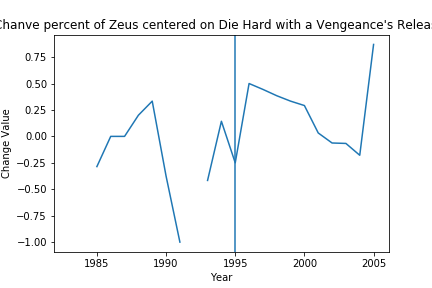 Chanve percent of Zeus centered on Die Hard with a Vengeance's Releas
0.75
0.50
0.25
0.00
−0.25
−0.50
−0.75
−1.00
Change Value
1985 1990 1995 2000 2005
Year